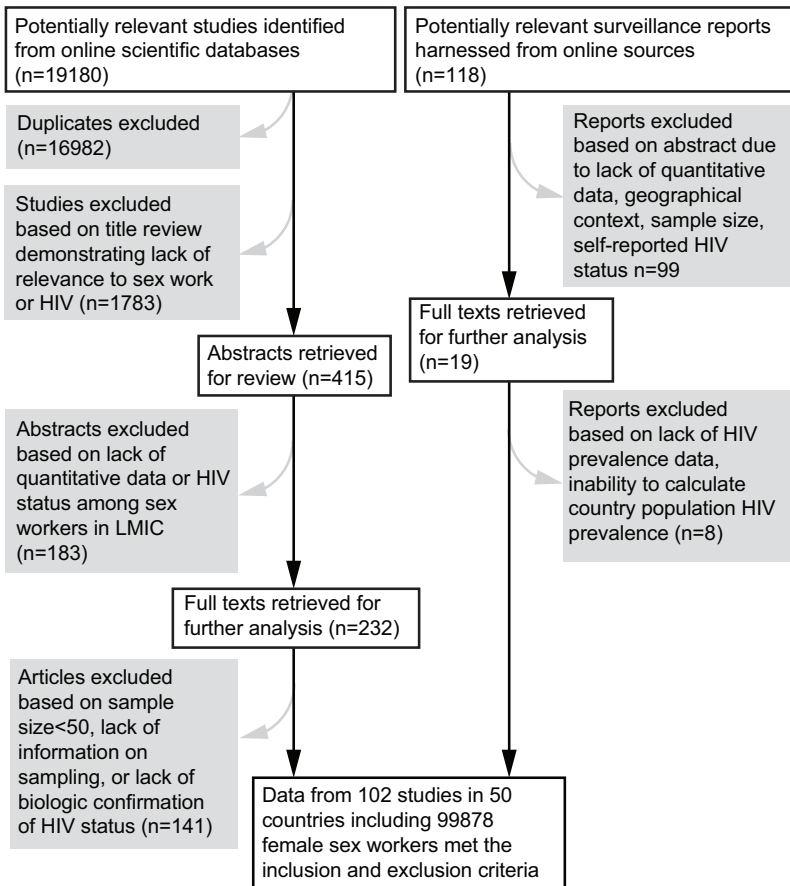 Potentially relevant studies identified
from online scientific databases
(n=19180)
Potentially relevant surveillance reports
harnessed from online sources
(n=118)
Duplicates excluded
(n=16982)
Reports excluded
based on abstract due
to lack of quantitative
data, geographical
context, sample size,
self-reported HIV
status n=99
Studies excluded
based on title review
demonstrating lack of
relevance to sex work
or HIV (n=1783)
Full texts retrieved
for further analysis
(n=19)
Abstracts retrieved
for review (n=415)
Reports excluded
based on lack of HIV
prevalence data,
inability to calculate
country population HIV
prevalence (n=8)
Abstracts excluded
based on lack of
quantitative data or HIV
status among sex
workers in LMIC
(n=183)
Full texts retrieved for
further analysis (n=232)
Articles excluded
based on sample
size<50, lack of
information on
sampling, or lack of
biologic confirmation
of HIV status (n=141)
Data from 102 studies in 50
countries including 99878
female sex workers met the
inclusion and exclusion criteria